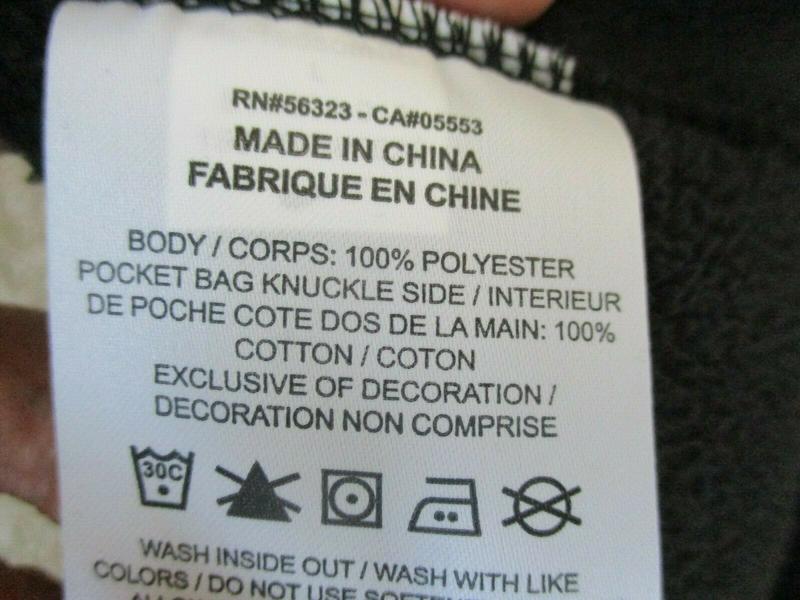 RN#56323 - CA#05553
MADE IN CHINA
FABRIQUE EN CHINE
BODY / CORPS: 100% POLYESTER
POCKET BAG KNUCKLE SIDE / INTERIEUR
DE POCHE COTE DOS DE LA MAIN: 100%
COTTON / COTON
EXCLUSIVE OF DECORATION /
DECORATION NON COMPRISE
30C
WASH INSIDE OUT / WASH WITH LIKE
COLORS / DO NOT USE